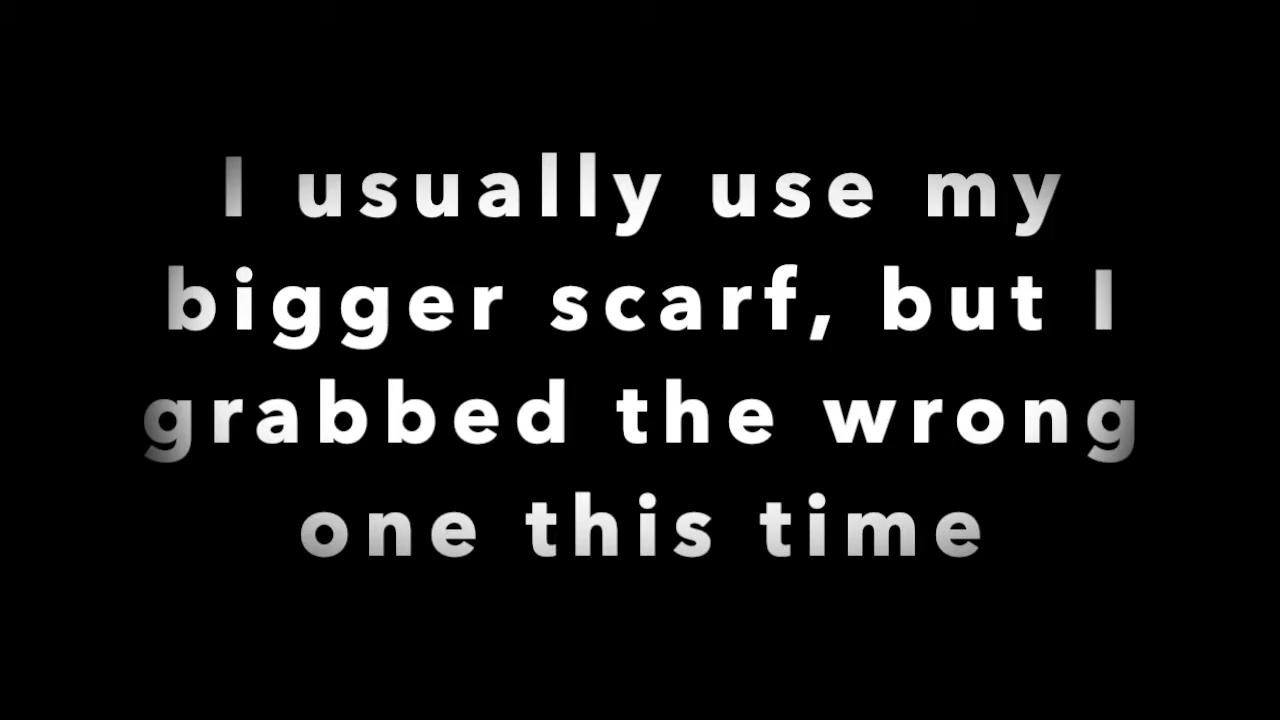 I usually use my
bigger scarf, but I
grabbed the wrong
one this time